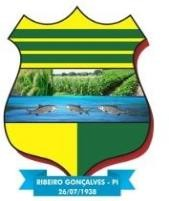 RIBEIRO GONÇALVES - PI
26/07/1938